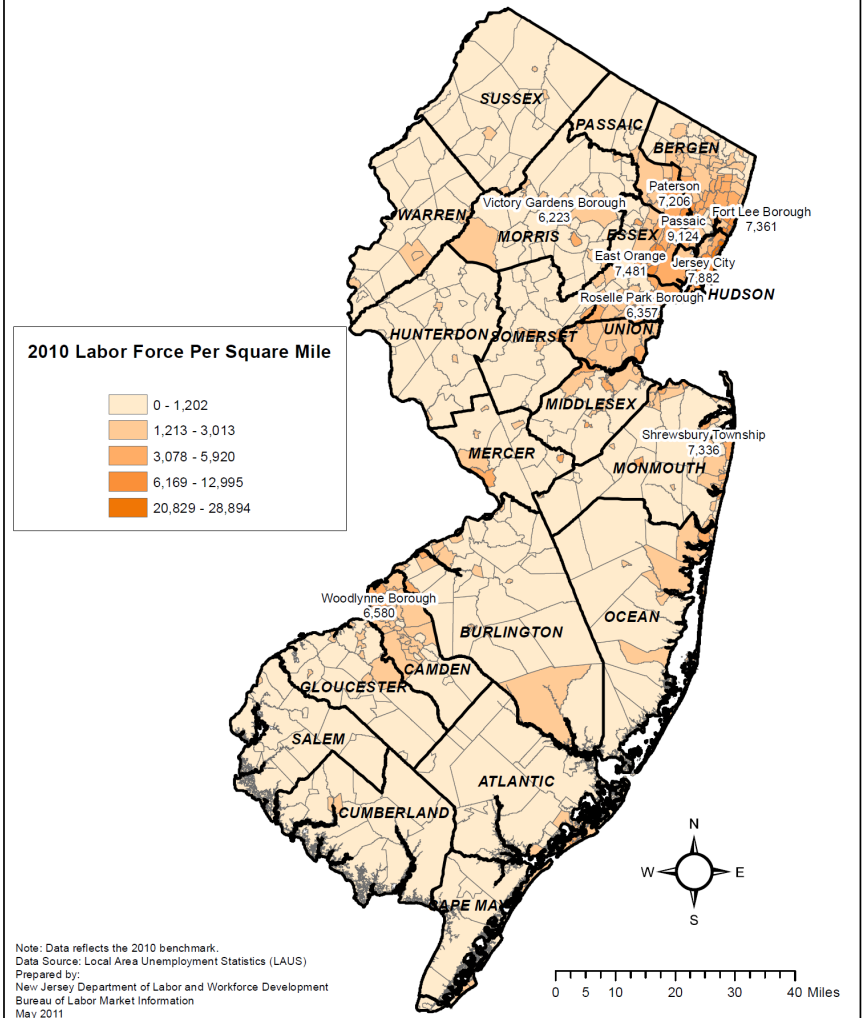 SUSSEX
PASSAIC
BERGEN
Paterson
7,206
Victory Gardens Borough
6,223
Fort Lee Borough
7,361
WARREN
Passaic
9,124
MORRIS
ESSEX
East Orange
7,481
Jersey City
7,882
Roselle Park Borough
6,357
HUDSON
HUNTERDON
SOMERSET
UNION
2010 Labor Force Per Square Mile
0 - 1,202
1,213 - 3,013
3,078 - 5,920
6,169 - 12,995
20,829 - 28,894
MIDDLESEX
Shrewsbury Township
7,336
MERCER
MONMOUTH
Woodlynne Borough
6,580
OCEAN
BURLINGTON
CAMDEN
GLOUCESTER
SALEM
ATLANTIC
CUMBERLAND
N
W
E
S
CAPE MAY
Note: Data reflects the 2010 benchmark.
Data Source: Local Area Unemployment Statistics (LAUS)
Prepared by:
New Jersey Department of Labor and Workforce Development
Bureau of Labor Market Information
May 2011
0 5 10 20 30 40 Miles